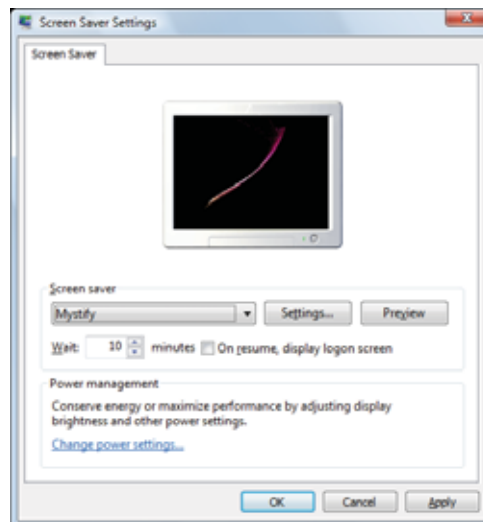 Screen Saver Settings
Screen Saver
Screen saver
Mystify
Settings...
Preview
Wait: 10 minutes On resume, display logon screen
Power management
Conserve energy or maximize performance by adjusting display
brightness and other power settings.
Change power settings...
OK
Cancel
Apply